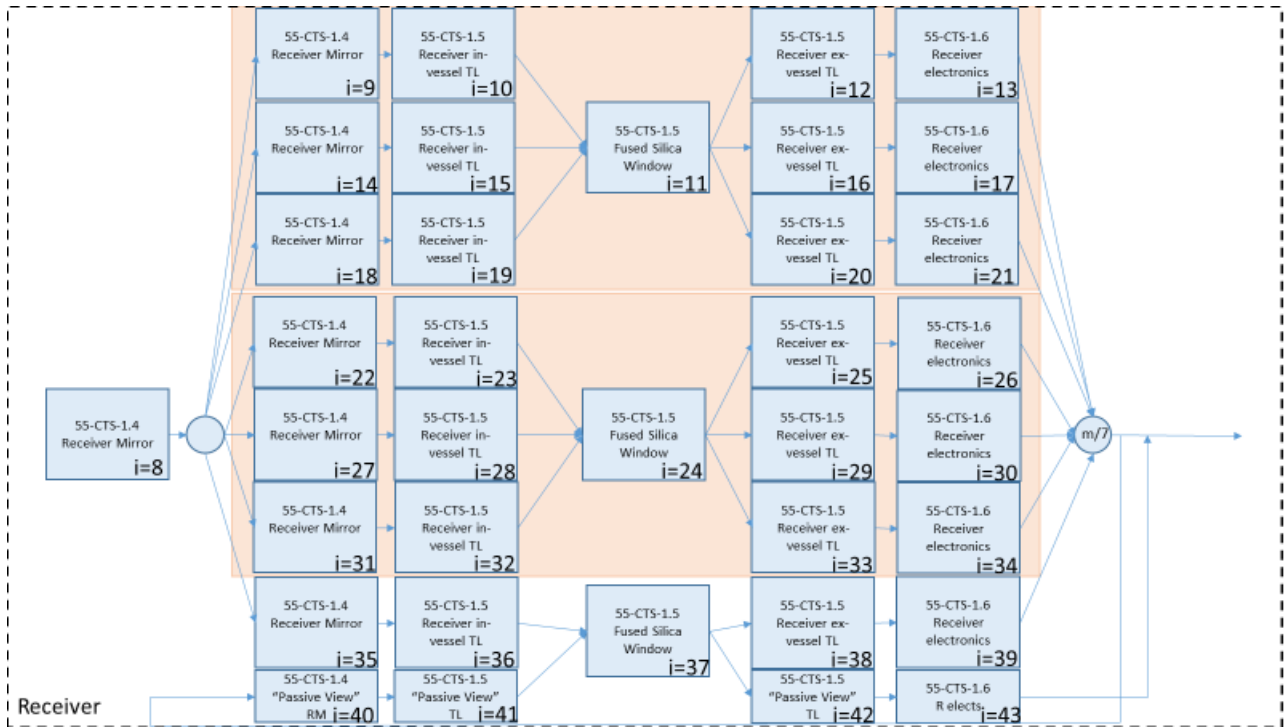 55-CTS-1.4
Receiver Mirror
i=9
55-CTS-1.5
Receiver in-
vessel TL
i=10
55-CTS-1.5
Receiver ex-
vessel TL
i=12
55-CTS-1.6
Receiver
electronics
i=13
55-CTS-1.4
Receiver Mirror
i=14
55-CTS-1.5
Receiver in-
vessel TL
i=15
55-CTS-1.5
Fused Silica
Window
i=11
55-CTS-1.5
Receiver ex-
vessel TL
i=16
55-CTS-1.6
Receiver
electronics
i=17
55-CTS-1.4
Receiver Mirror
i=18
55-CTS-1.5
Receiver in-
vessel TL
i=19
55-CTS-1.5
Receiver ex-
vessel TL
i=20
55-CTS-1.6
Receiver
electronics
i=21
55-CTS-1.4
Receiver Mirror
i=22
55-CTS-1.5
Receiver in-
vessel TL
i=23
55-CTS-1.5
Receiver ex-
vessel TL
i=25
55-CTS-1.6
Receiver
electronics
i=26
55-CTS-1.4
Receiver Mirror
i=8
55-CTS-1.4
Receiver Mirror
i=27
55-CTS-1.5
Receiver in-
vessel TL
i=28
55-CTS-1.5
Fused Silica
Window
i=24
55-CTS-1.5
Receiver ex-
vessel TL
i=29
55-CTS-1.6
Receiver
electronics
i=30
m/7
55-CTS-1.4
Receiver Mirror
i=31
55-CTS-1.5
Receiver in-
vessel TL
i=32
55-CTS-1.5
Receiver ex-
vessel TL
i=33
55-CTS-1.6
Receiver
electronics
i=34
55-CTS-1.4
Receiver Mirror
i=35
55-CTS-1.5
Receiver in-
vessel TL
i=36
55-CTS-1.5
Fused Silica
Window
i=37
55-CTS-1.5
Receiver ex-
vessel TL
i=38
55-CTS-1.6
Receiver
electronics
i=39
Receiver
55-CTS-1.4
"Passive View"
RM
i=40
55-CTS-1.5
"Passive View"
TL
i=41
55-CTS-1.5
"Passive View"
TL
i=42
55-CTS-1.6
R elects.
i=43